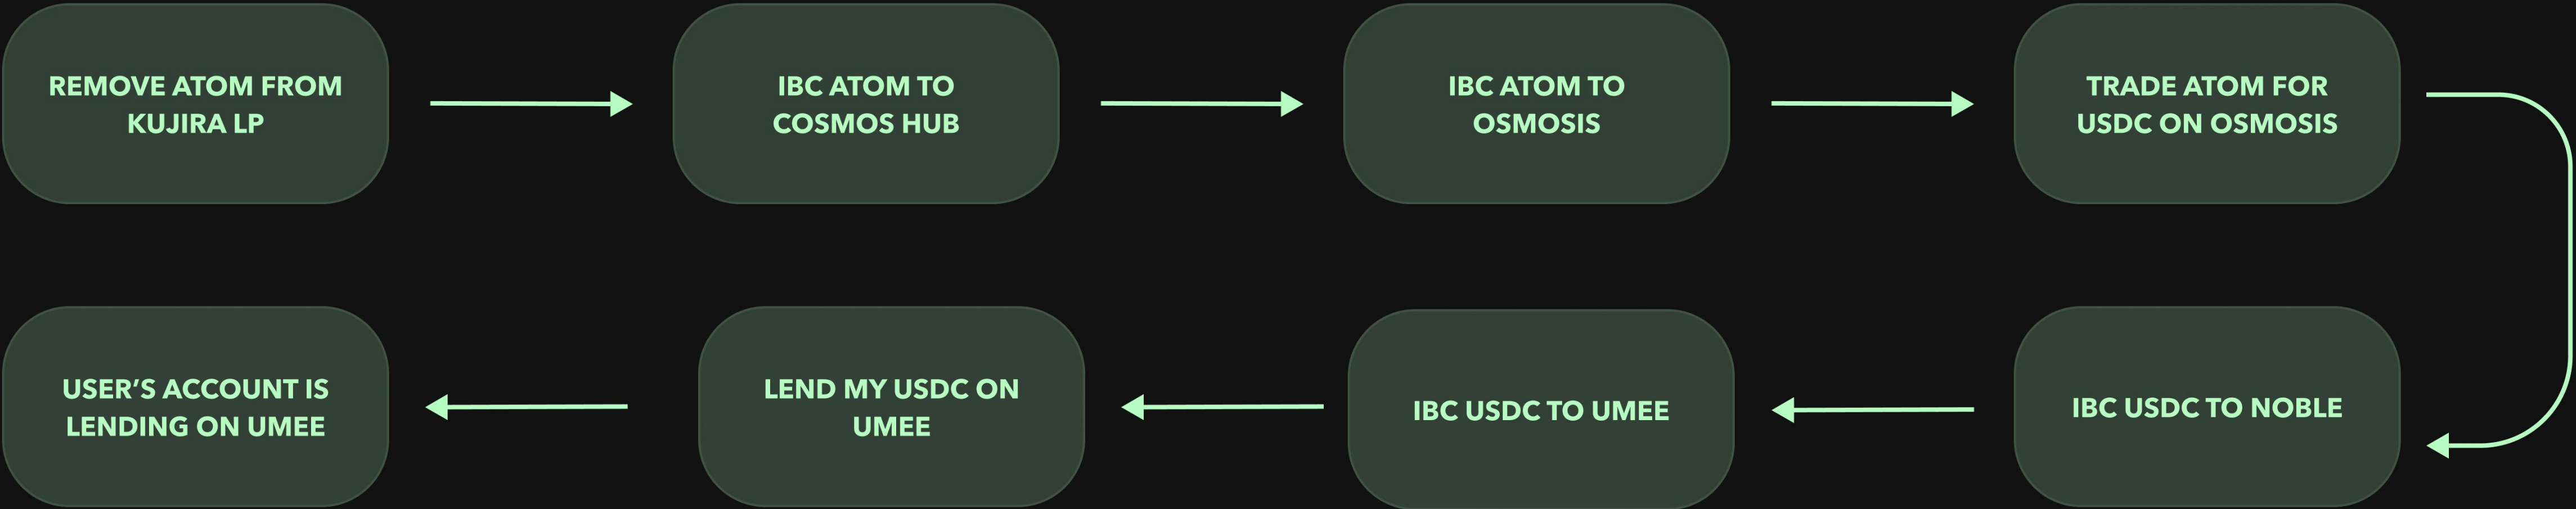 REMOVE ATOM FROM
KUJIRA LP
IBC ATOM TO
COSMOS HUB
IBC ATOM TO
OSMOSIS
TRADE ATOM FOR
USDC ON OSMOSIS
IBC USDC TO NOBLE
IBC USDC TO UMEE
LEND MY USDC ON
UMEE
USER’S ACCOUNT IS
LENDING ON UMEE